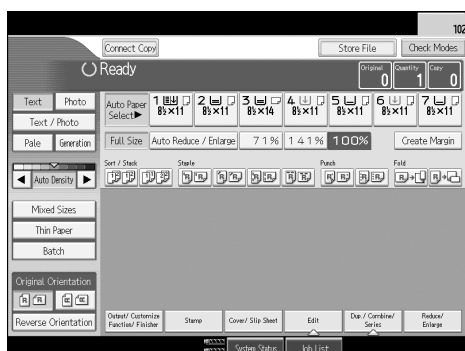 102
Connect Copy
Store File
Check Modes
Ready
Original 0
Quantity 1
Copy 0
Text
Photo
Text / Photo
Pale
Generation
Auto Density
Mixed Sizes
Thin Paper
Batch
Original Orientation
Reverse Orientation
Auto Paper
Select▶
1 8½×11
2 8½×11
3 8½×14
4 8½×11
5 8½×11
6 8½×11
7 8½×11
Full Size
Auto Reduce / Enlarge
71%
141%
100%
Create Margin
Sort / Stack
Staple
Punch
Fold
Output/ Customize
Function/ Finisher
Stamp
Cover/ Slip Sheet
Edit
Dup./ Combine/
Series
Reduce/
Enlarge
System Status
Job List